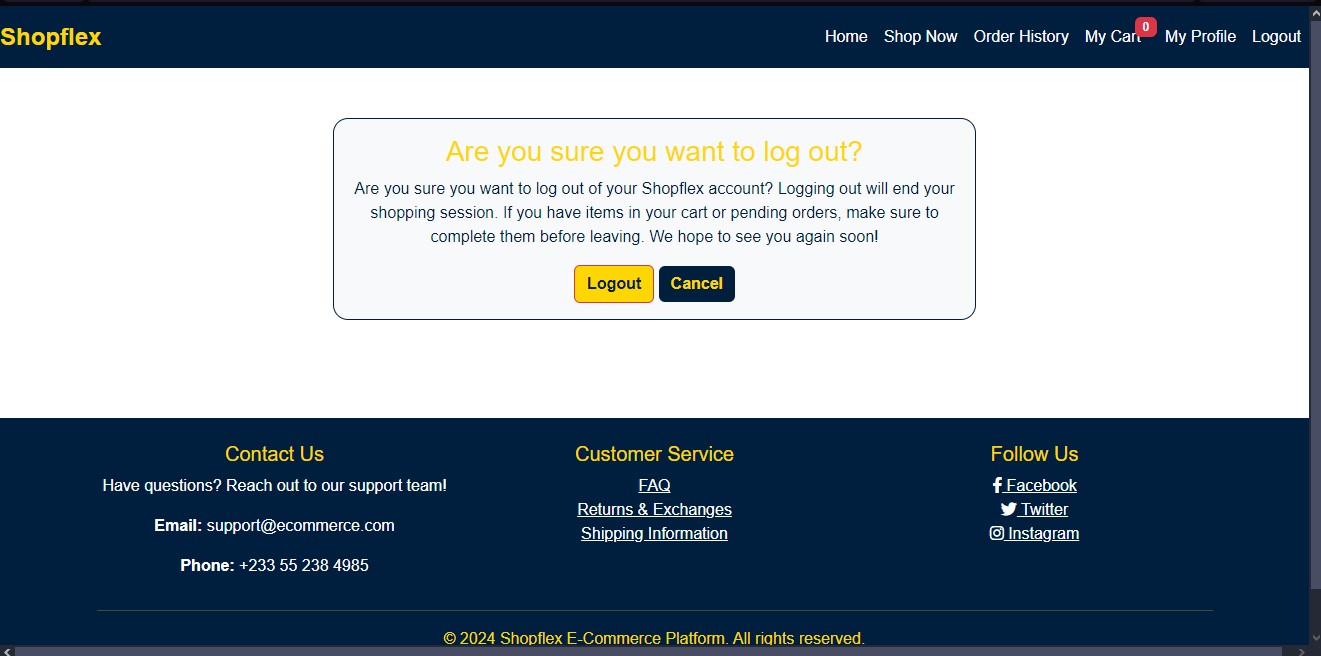 Shopflex
Home Shop Now Order History My Cart 0 My Profile Logout
Are you sure you want to log out?
Are you sure you want to log out of your Shopflex account? Logging out will end your
shopping session. If you have items in your cart or pending orders, make sure to
complete them before leaving. We hope to see you again soon!
Logout Cancel
Contact Us
Have questions? Reach out to our support team!
Email: support@ecommerce.com
Phone: +233 55 238 4985
Customer Service
FAQ
Returns & Exchanges
Shipping Information
Follow Us
Facebook
Twitter
Instagram
© 2024 Shopflex E-Commerce Platform. All rights reserved.